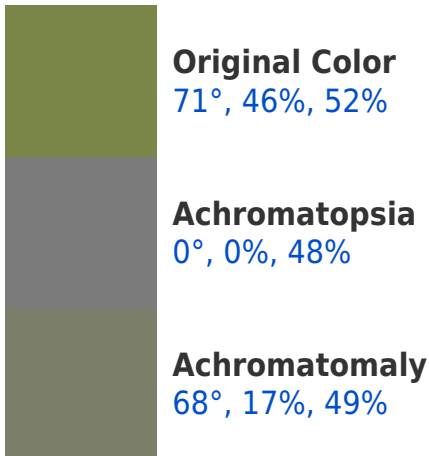 Original Color
71°, 46%, 52%
Achromatopsia
0°, 0%, 48%
Achromatomaly
68°, 17%, 49%